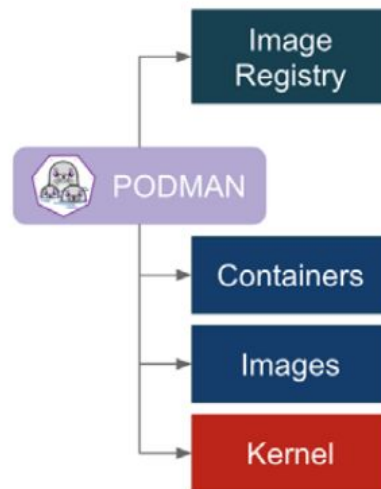 Image
Registry
PODMAN
Containers
Images
Kernel